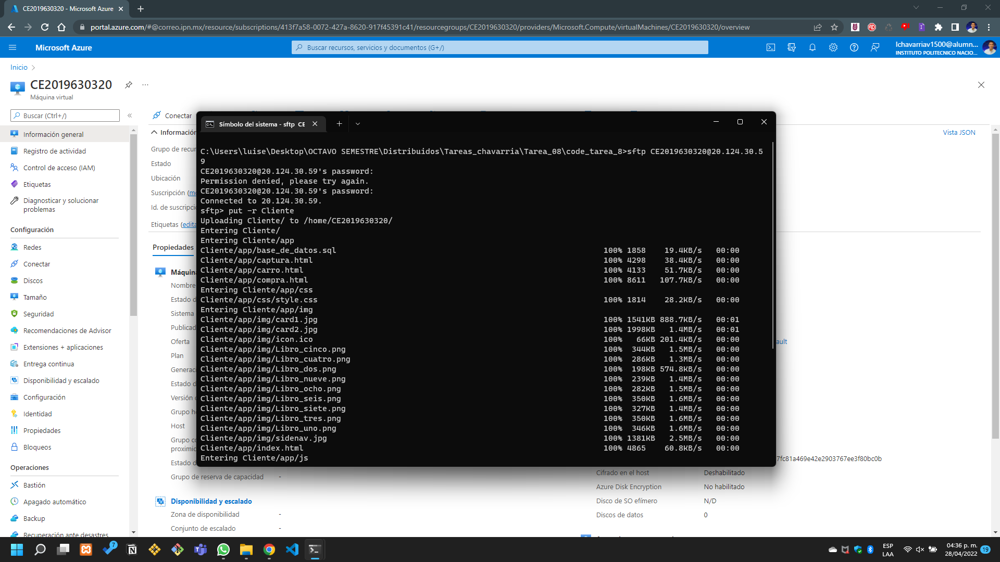 CE2019630320 - Microsoft Azure
portal.azure.com/#@correo.ipn.mx/resource/subscriptions/413f7a58-0072-427a-8620-917f45391c41/resourcegroups/CE2019630320/providers/Microsoft.Compute/virtualMachines/CE2019630320/overview
Microsoft Azure
Buscar recursos, servicios y documentos (G+/)
lchavarriav1500@alumn...
INSTITUTO POLITECNICO NACIO...
Inicio
CE2019630320
Máquina virtual
Buscar (Ctrl+/)
Información general
Registro de actividad
Control de acceso (IAM)
Etiquetas
Diagnosticar y solucionar
problemas
Configuración
Redes
Conectar
Discos
Tamaño
Seguridad
Recomendaciones de Advisor
Extensiones + aplicaciones
Entrega continua
Disponibilidad y escalado
Configuración
Identidad
Propiedades
Bloqueos
Operaciones
Bastión
Apagado automático
Backup
Recuperación ante desastres
Conectar
Información
Vista JSON
Grupo de recur
Estado
Ubicación
Suscripción (mo
Id. de suscripció
Etiquetas (edita
Propiedades
Máquina
Nombre
Estado d
Sistema
Publicad
Oferta
Plan
Generaci
Estado d
Versión d
Grupo ho
Host
Grupo co
proximid
Estado d
Grupo de reserva de capacidad -
Disponibilidad y escalado
Zona de disponibilidad -
Conjunto de escalado -
ault
7fc81a469e42e2903767ee3f80bc0b
Cifrado en el host Deshabilitado
Azure Disk Encryption No habilitado
Disco de SO efímero N/D
Discos de datos 0
Símbolo del sistema - sftp CE
C:\Users\luise\Desktop\OCTAVO SEMESTRE\Distribuidos\Tareas_chavarria\Tarea_08\code_tarea_8>sftp CE2019630320@20.124.30.5
9
CE2019630320@20.124.30.59's password:
Permission denied, please try again.
CE2019630320@20.124.30.59's password:
Connected to 20.124.30.59.
sftp> put -r Cliente
Uploading Cliente/ to /home/CE2019630320/
Entering Cliente/
Entering Cliente/app
Cliente/app/base_de_datos.sql 100% 1858 19.4KB/s 00:00
Cliente/app/captura.html 100% 4298 38.4KB/s 00:00
Cliente/app/carro.html 100% 4133 51.7KB/s 00:00
Cliente/app/compra.html 100% 8611 107.7KB/s 00:00
Entering Cliente/app/css
Cliente/app/css/style.css 100% 1814 28.2KB/s 00:00
Entering Cliente/app/img
Cliente/app/img/card1.jpg 100% 1541KB 888.7KB/s 00:01
Cliente/app/img/card2.jpg 100% 1998KB 1.4MB/s 00:01
Cliente/app/img/icon.ico 100% 66KB 201.4KB/s 00:00
Cliente/app/img/Libro_cinco.png 100% 344KB 1.5MB/s 00:00
Cliente/app/img/Libro_cuatro.png 100% 286KB 1.3MB/s 00:00
Cliente/app/img/Libro_dos.png 100% 198KB 574.8KB/s 00:00
Cliente/app/img/Libro_nueve.png 100% 239KB 1.4MB/s 00:00
Cliente/app/img/Libro_ocho.png 100% 282KB 1.5MB/s 00:00
Cliente/app/img/Libro_seis.png 100% 350KB 1.6MB/s 00:00
Cliente/app/img/Libro_siete.png 100% 327KB 1.4MB/s 00:00
Cliente/app/img/Libro_tres.png 100% 350KB 1.6MB/s 00:00
Cliente/app/img/Libro_uno.png 100% 346KB 1.6MB/s 00:00
Cliente/app/img/sidenav.jpg 100% 1381KB 2.5MB/s 00:00
Cliente/app/index.html 100% 4865 60.8KB/s 00:00
Entering Cliente/app/js
7
ESP
LAA
04:36 p. m.
28/04/2022
19